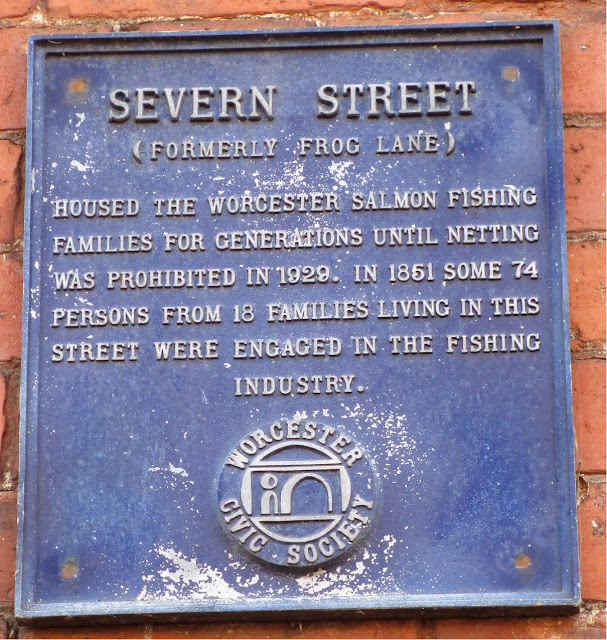 SEVERN STREET
(FORMERLY FROG LANE)
HOUSED THE WORCESTER SALMON FISHING
FAMILIES FOR GENERATIONS UNTIL NETTING
WAS PROHIBITED IN 1929. IN 1851 SOME 74
PERSONS FROM 18 FAMILIES LIVING IN THIS
STREET WERE ENGAGED IN THE FISHING
INDUSTRY.
WORCESTER
CIVIC · SOCIETY